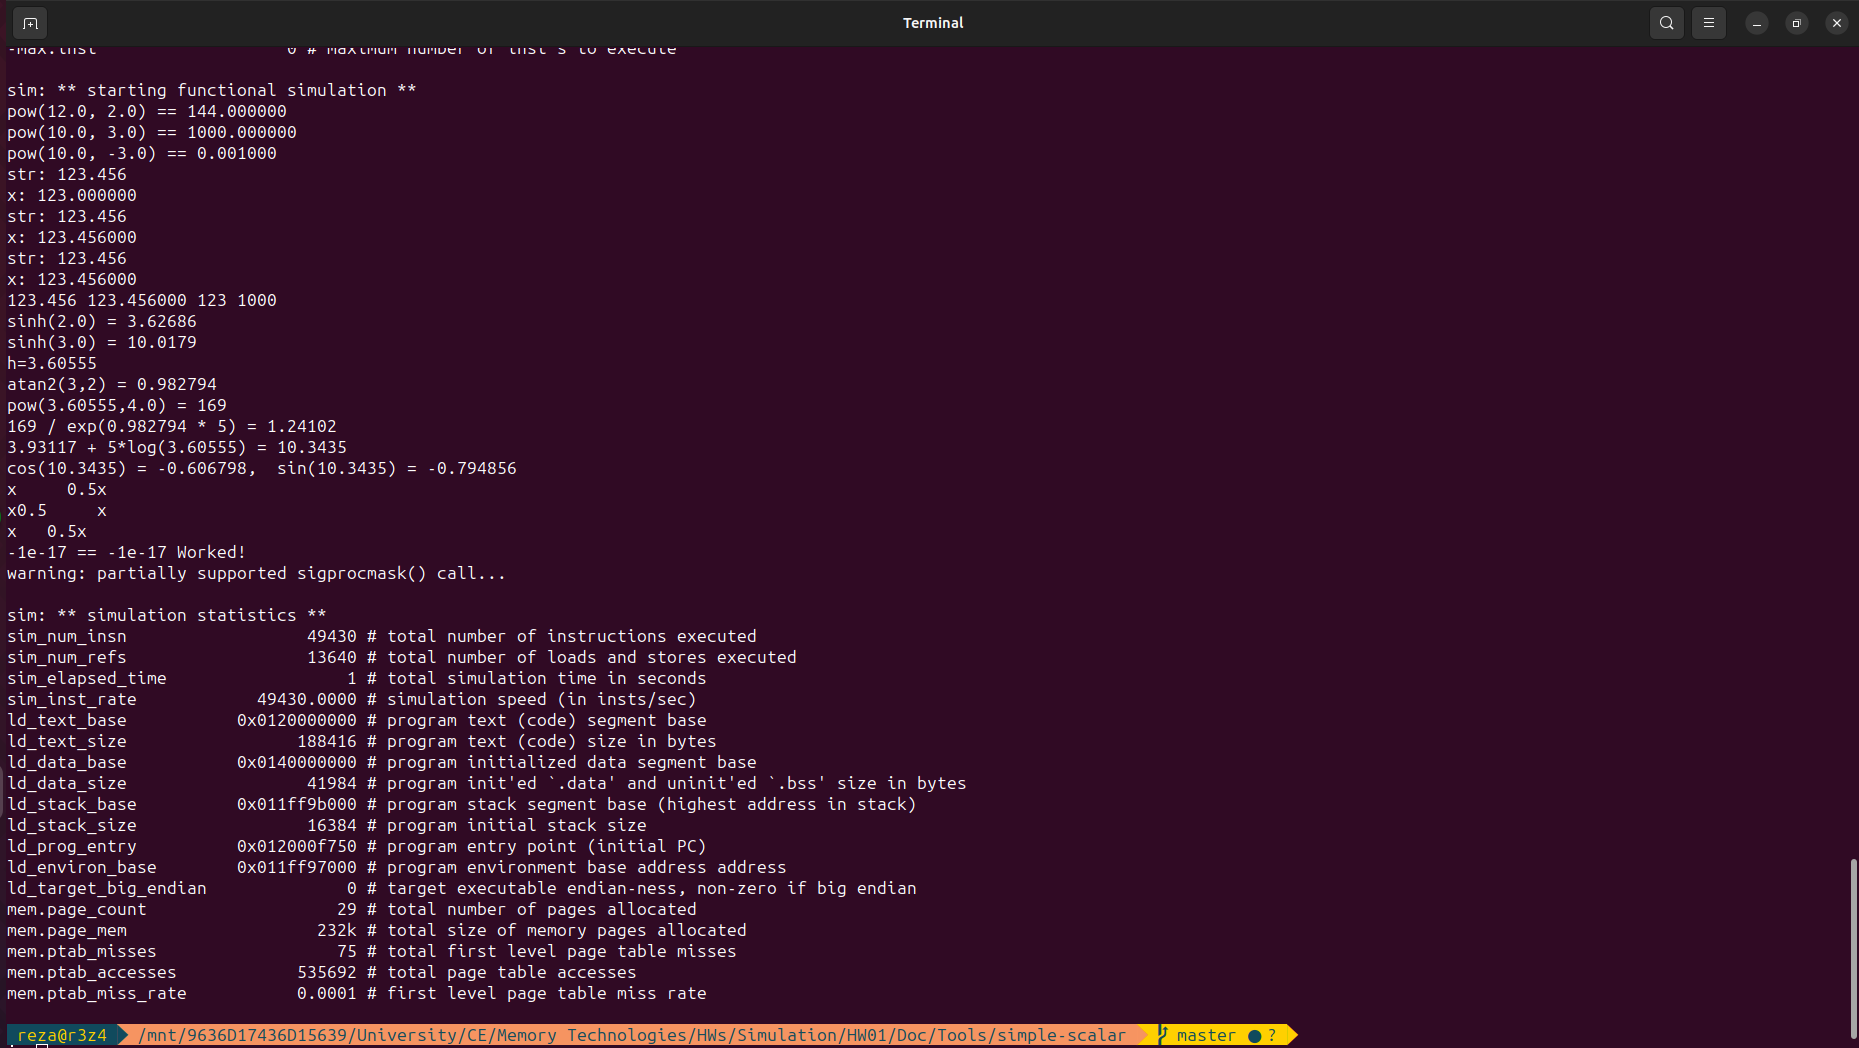 Terminal
-max:inst                   0 # maximum number of inst's to execute
sim: ** starting functional simulation **
pow(12.0, 2.0) == 144.000000
pow(10.0, 3.0) == 1000.000000
pow(10.0, -3.0) == 0.001000
str: 123.456
x: 123.000000
str: 123.456
x: 123.456000
str: 123.456
x: 123.456000
123.456 123.456000 123 1000
sinh(2.0) = 3.62686
sinh(3.0) = 10.0179
h=3.60555
atan2(3,2) = 0.982794
pow(3.60555,4.0) = 169
169 / exp(0.982794 * 5) = 1.24102
3.93117 + 5*log(3.60555) = 10.3435
cos(10.3435) = -0.606798,  sin(10.3435) = -0.794856
x     0.5x
x0.5     x
x   0.5x
-1e-17 == -1e-17 Worked!
warning: partially supported sigprocmask() call...
sim: ** simulation statistics **
sim_num_insn                  49430 # total number of instructions executed
sim_num_refs                  13640 # total number of loads and stores executed
sim_elapsed_time                  1 # total simulation time in seconds
sim_inst_rate            49430.0000 # simulation speed (in insts/sec)
ld_text_base           0x0120000000 # program text (code) segment base
ld_text_size                 188416 # program text (code) size in bytes
ld_data_base           0x0140000000 # program initialized data segment base
ld_data_size                  41984 # program init'ed `.data' and uninit'ed `.bss' size in bytes
ld_stack_base          0x011ff9b000 # program stack segment base (highest address in stack)
ld_stack_size                 16384 # program initial stack size
ld_prog_entry          0x012000f750 # program entry point (initial PC)
ld_environ_base        0x011ff97000 # program environment base address address
ld_target_big_endian              0 # target executable endian-ness, non-zero if big endian
mem.page_count                   29 # total number of pages allocated
mem.page_mem                   232k # total size of memory pages allocated
mem.ptab_misses                  75 # total first level page table misses
mem.ptab_accesses            535692 # total page table accesses
mem.ptab_miss_rate           0.0001 # first level page table miss rate
reza@r3z4 /mnt/9636D17436D15639/University/CE/Memory Technologies/HWs/Simulation/HW01/Doc/Tools/simple-scalar master ● ?